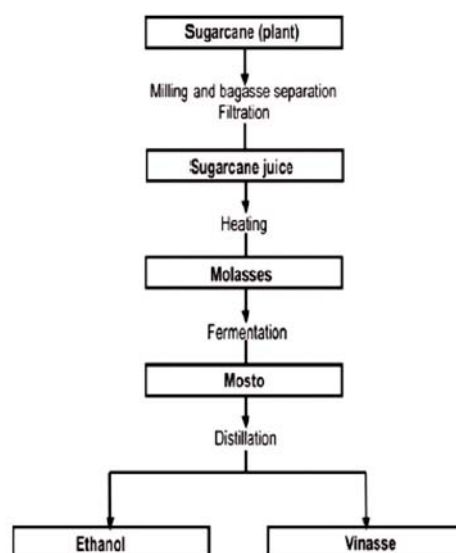 Sugarcane (plant)
Milling and bagasse separation
Filtration
Sugarcane juice
Heating
Molasses
Fermentation
Mosto
Distillation
Ethanol
Vinasse